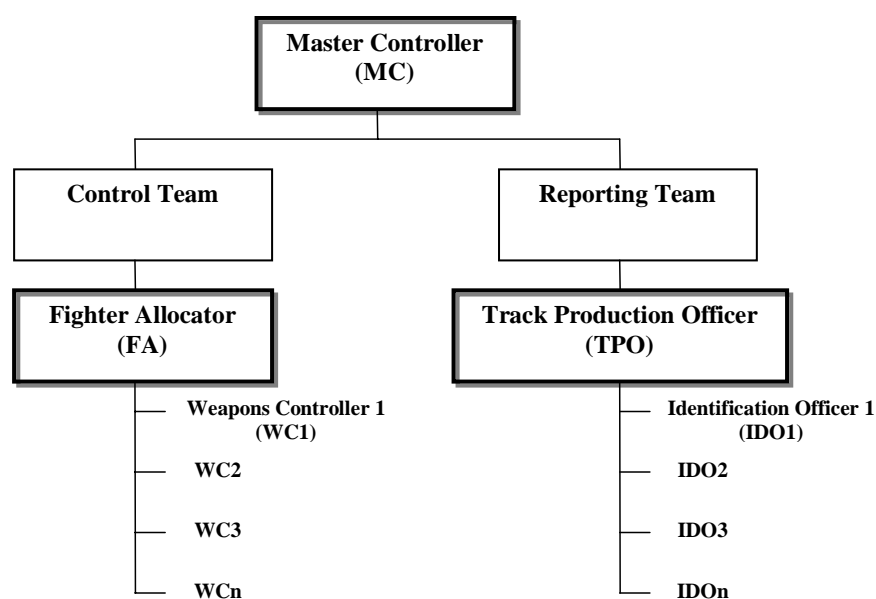 Master Controller
(MC)
Control Team
Reporting Team
Fighter Allocator
(FA)
Track Production Officer
(TPO)
Weapons Controller 1
(WC1)
WC2
WC3
WCn
Identification Officer 1
(IDO1)
IDO2
IDO3
IDOn